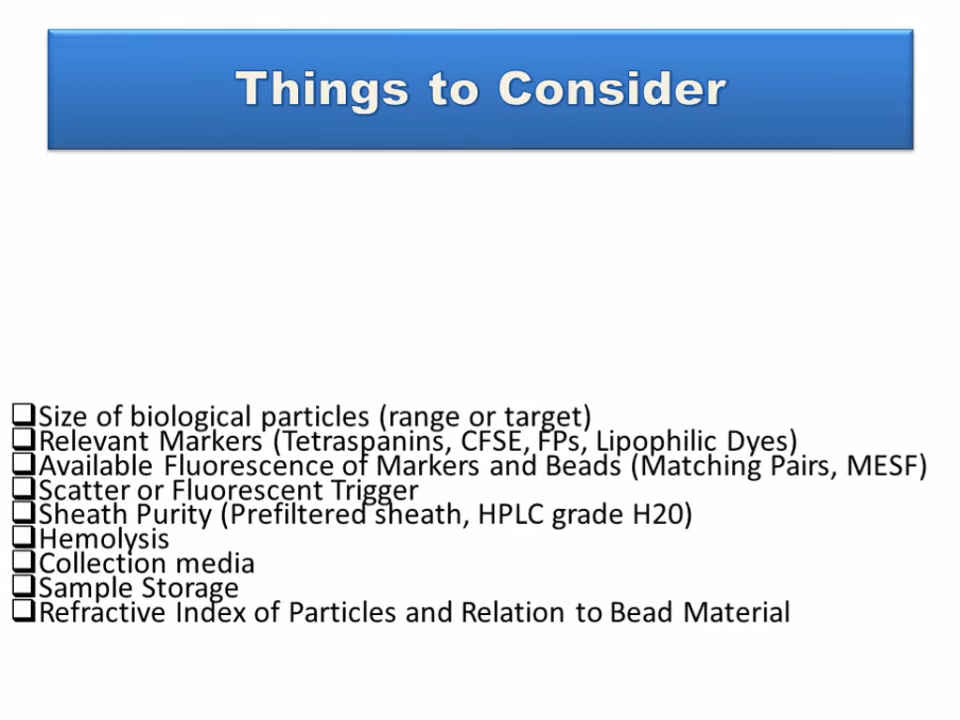 Things to Consider
❑Size of biological particles (range or target)
❑Relevant Markers (Tetraspanins, CFSE, FPs, Lipophilic Dyes)
❑Available Fluorescence of Markers and Beads (Matching Pairs, MESF)
❑Scatter or Fluorescent Trigger
❑Sheath Purity (Prefiltered sheath, HPLC grade H20)
❑Hemolysis
❑Collection media
❑Sample Storage
❑Refractive Index of Particles and Relation to Bead Material